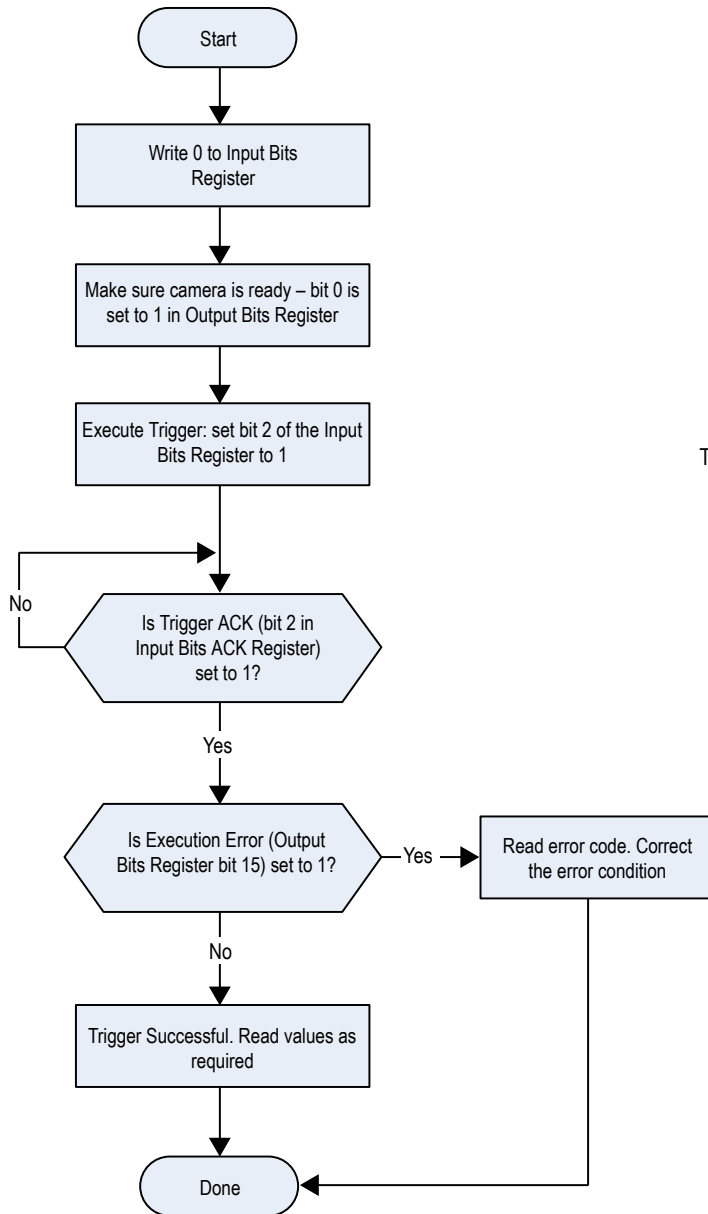 Start
Write 0 to Input Bits
Register
Make sure camera is ready – bit 0 is
set to 1 in Output Bits Register
Execute Trigger: set bit 2 of the Input
Bits Register to 1
T
No
Is Trigger ACK (bit 2 in
Input Bits ACK Register)
set to 1?
Yes
Is Execution Error (Output
Bits Register bit 15) set to 1?
Yes
Read error code. Correct
the error condition
No
Trigger Successful. Read values as
required
Done